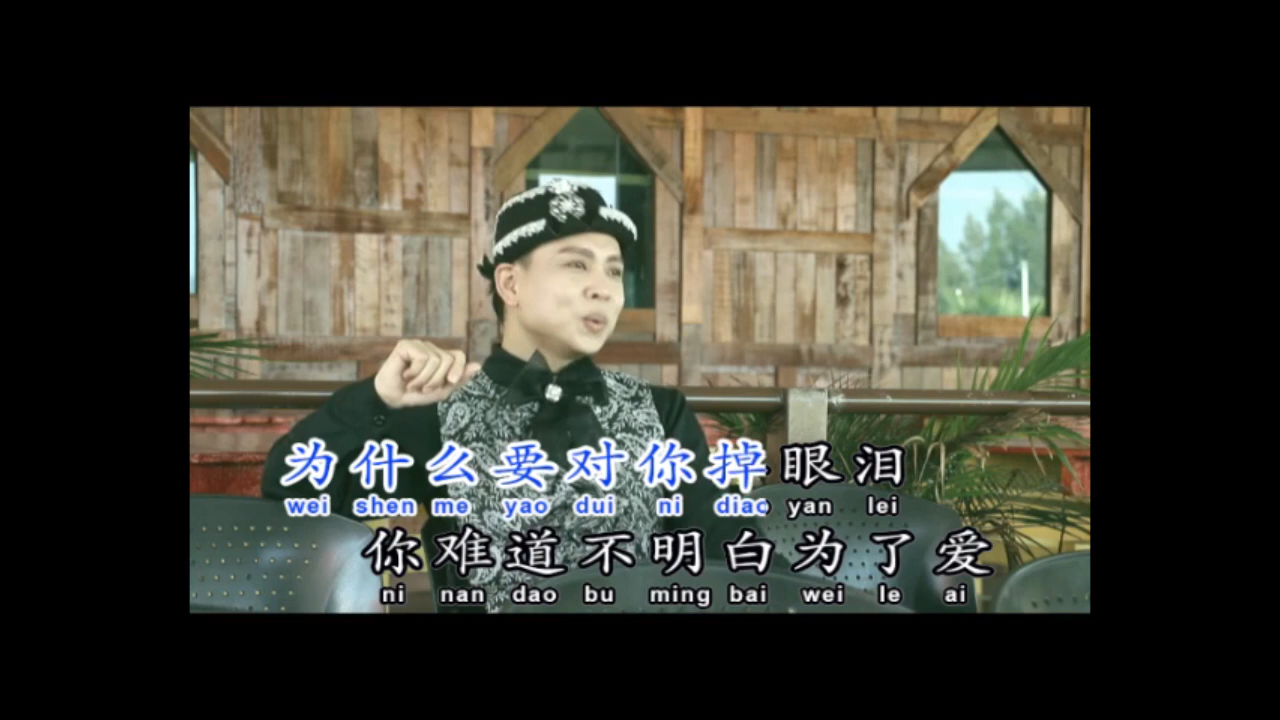 为什么要对你掉眼泪
wei shen me yao dui ni diao yan lei
你难道不明白为了爱
ni nan dao bu ming bai wei le ai